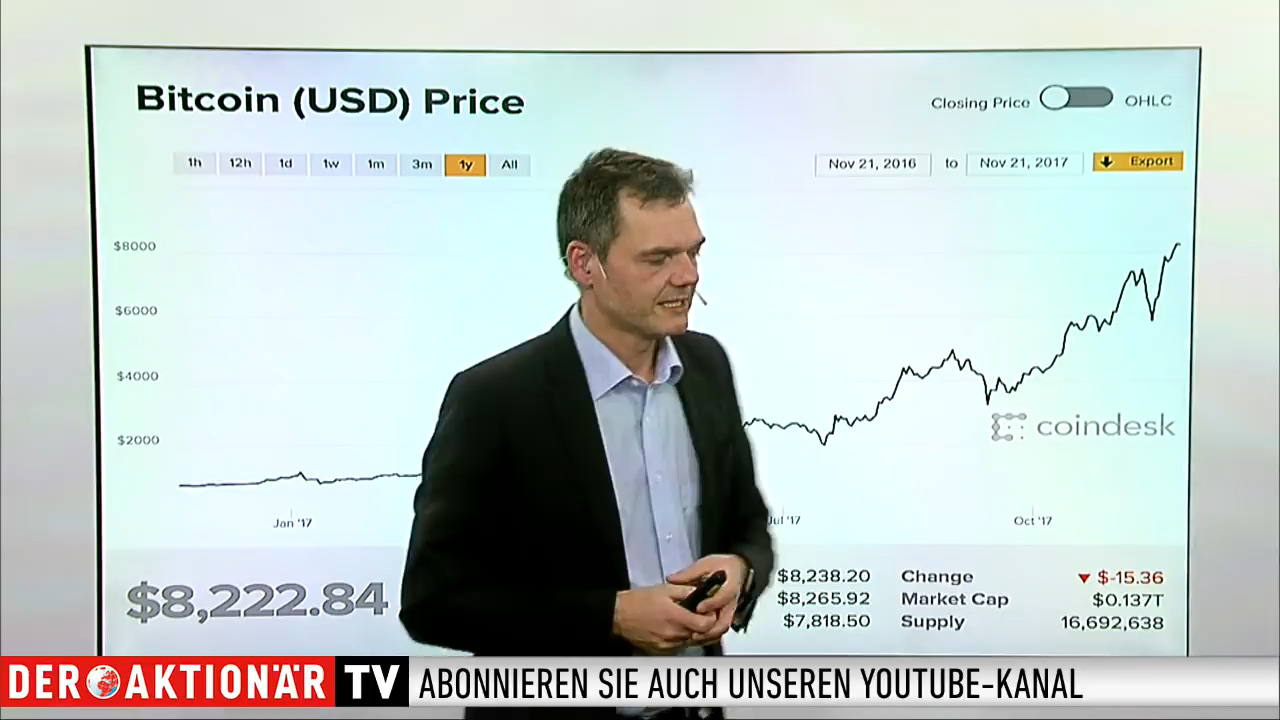 Bitcoin (USD) Price
Closing Price OHLC
1h 12h 1d 1w 1m 3m 1y All
Nov 21, 2016 to Nov 21, 2017 Export
$8000
$6000
$4000
$2000
coindesk
Jan '17 Jul '17 Oct '17
$8,222.84
$8,238.20 Change ▼ $-15.36
$8,265.92 Market Cap $0.137T
$7,818.50 Supply 16,692,638
DER AKTIONÄR TV ABONNIEREN SIE AUCH UNSEREN YOUTUBE-KANAL